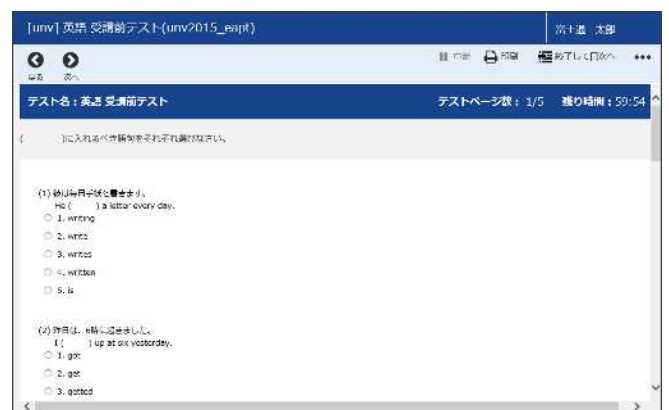 [unv] 英語 受講前テスト(unv2015_eapt)
富士通 太郎
戻る 次へ 中断 印刷 終了して目次へ •••
テスト名：英語 受講前テスト テストページ数： 1/5 残り時間：59:54
( )に入れるべき語句をそれぞれ選びなさい。
(1) 彼は毎日手紙を書きます。
He ( ) a letter every day.
1. writing
2. write
3. writes
4. written
5. is
(2) 昨日は、6時に起きました。
I ( ) up at six yesterday.
1. got
2. get
3. getted